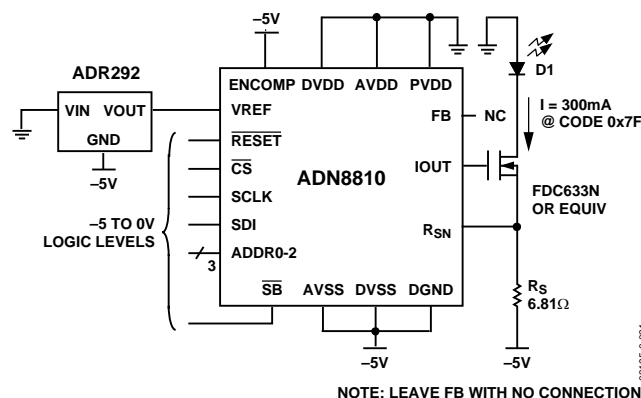 –5V
ADR292
VIN VOUT
GND
–5V
ENCOMP DVDD AVDD PVDD
VREF
RESET
CS
SCLK
SDI
ADDR0-2
3
SB
AVSS DVSS DGND
ADN8810
FB
NC
IOUT
RSN
–5 TO 0V
LOGIC LEVELS
–5V
D1
I = 300mA
@ CODE 0x7F
FDC633N
OR EQUIV
RS
6.81Ω
–5V
NOTE: LEAVE FB WITH NO CONNECTION